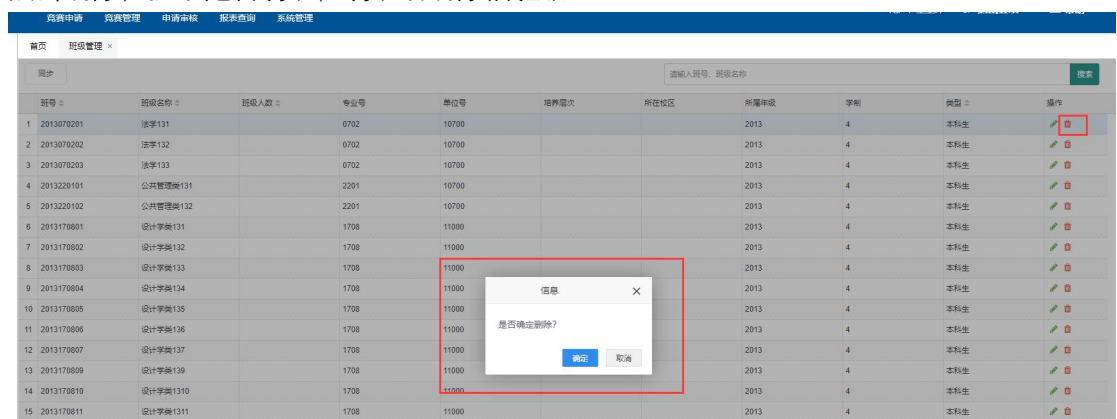 竞赛申请 竞赛管理 申请审核 报表查询 系统管理
首页 班级管理 ×
同步 请输入班号、班级名称 搜索
班号 班级名称 班级人数 专业号 单位号 培养层次 所在校区 所属年级 学制 类型 操作
1 2013070201 法学131 0702 10700 2013 4 本科生
2 2013070202 法学132 0702 10700 2013 4 本科生
3 2013070203 法学133 0702 10700 2013 4 本科生
4 2013220101 公共管理类131 2201 10700 2013 4 本科生
5 2013220102 公共管理类132 2201 10700 2013 4 本科生
6 2013170801 设计学类131 1708 11000 2013 4 本科生
7 2013170802 设计学类132 1708 11000 2013 4 本科生
8 2013170803 设计学类133 1708 11000 2013 4 本科生
9 2013170804 设计学类134 1708 11000 2013 4 本科生
10 2013170805 设计学类135 1708 11000 2013 4 本科生
11 2013170806 设计学类136 1708 11000 2013 4 本科生
12 2013170807 设计学类137 1708 11000 2013 4 本科生
13 2013170809 设计学类139 1708 11000 2013 4 本科生
14 2013170810 设计学类1310 1708 11000 2013 4 本科生
15 2013170811 设计学类1311 1708 11000 2013 4 本科生
信息 ×
是否确定删除?
确定 取消